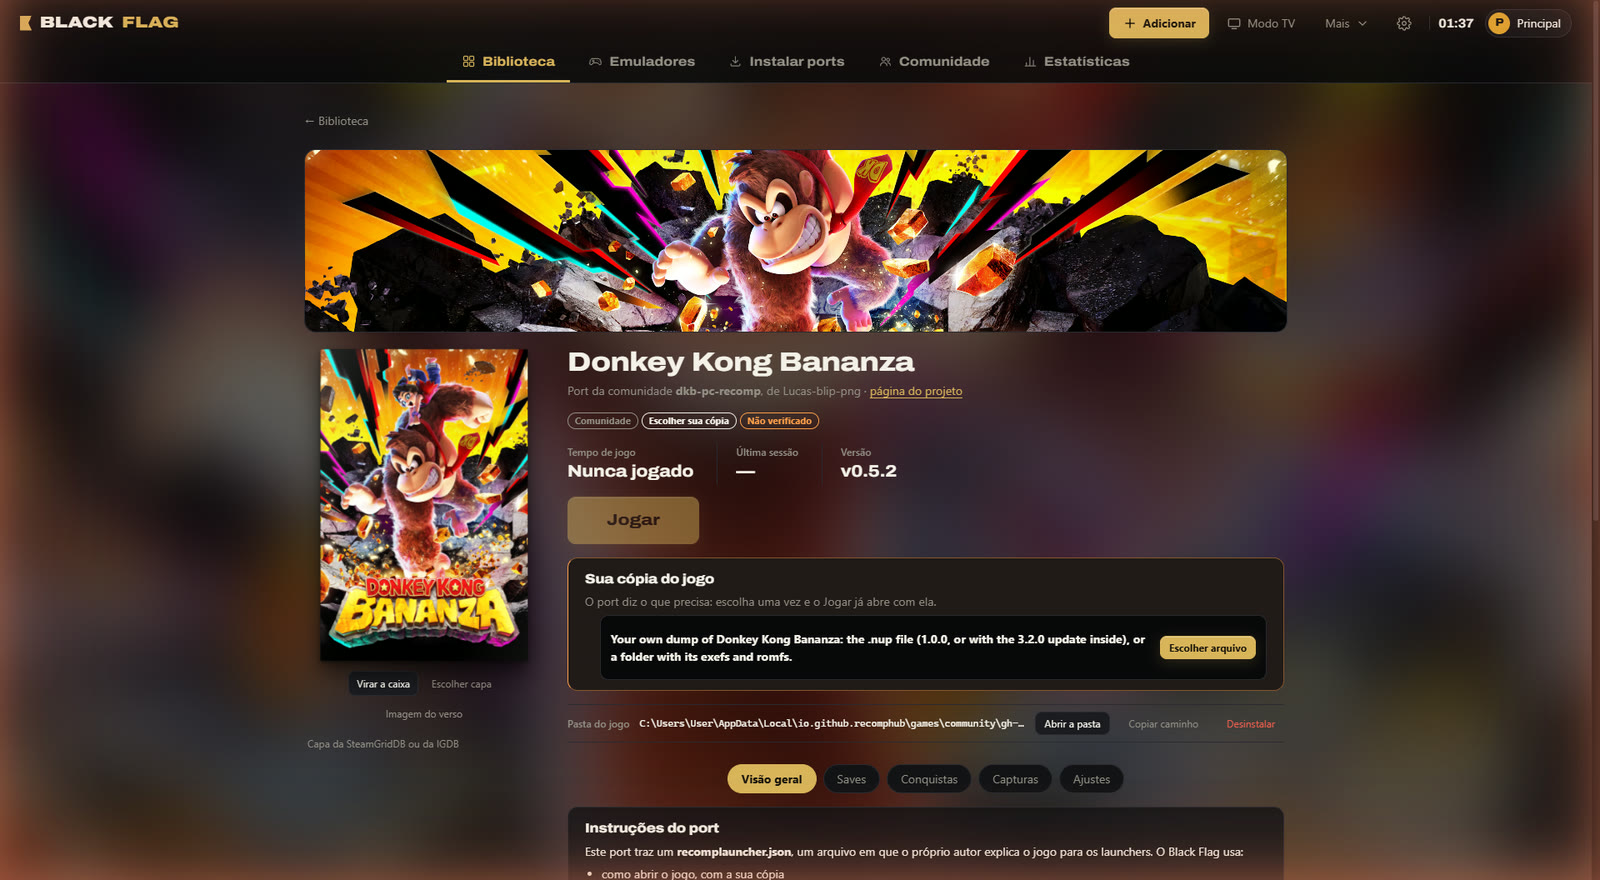 BLACK FLAG
Adicionar
Modo TV
Mais
01:37
P
Principal
Biblioteca
Emuladores
Instalar ports
Comunidade
Estatísticas
← Biblioteca
DK
Donkey Kong Bananza
Port da comunidade dkb-pc-recomp, de Lucas-blip-png · página do projeto
Comunidade
Escolher sua cópia
Não verificado
Tempo de jogo
Nunca jogado
Última sessão
—
Versão
v0.5.2
Jogar
DONKEY KONG
BANANZA
Sua cópia do jogo
O port diz o que precisa: escolha uma vez e o Jogar já abre com ela.
Your own dump of Donkey Kong Bananza: the .nup file (1.0.0, or with the 3.2.0 update inside), or
a folder with its exefs and romfs.
Escolher arquivo
Virar a caixa
Escolher capa
Imagem do verso
Capa da SteamGridDB ou da IGDB
Pasta do jogo
C:\Users\User\AppData\Local\io.github.recomphub\games\community\gh-…
Abrir a pasta
Copiar caminho
Desinstalar
Visão geral
Saves
Conquistas
Capturas
Ajustes
Instruções do port
Este port traz um recomplauncher.json, um arquivo em que o próprio autor explica o jogo para os launchers. O Black Flag usa:
• como abrir o jogo, com a sua cópia